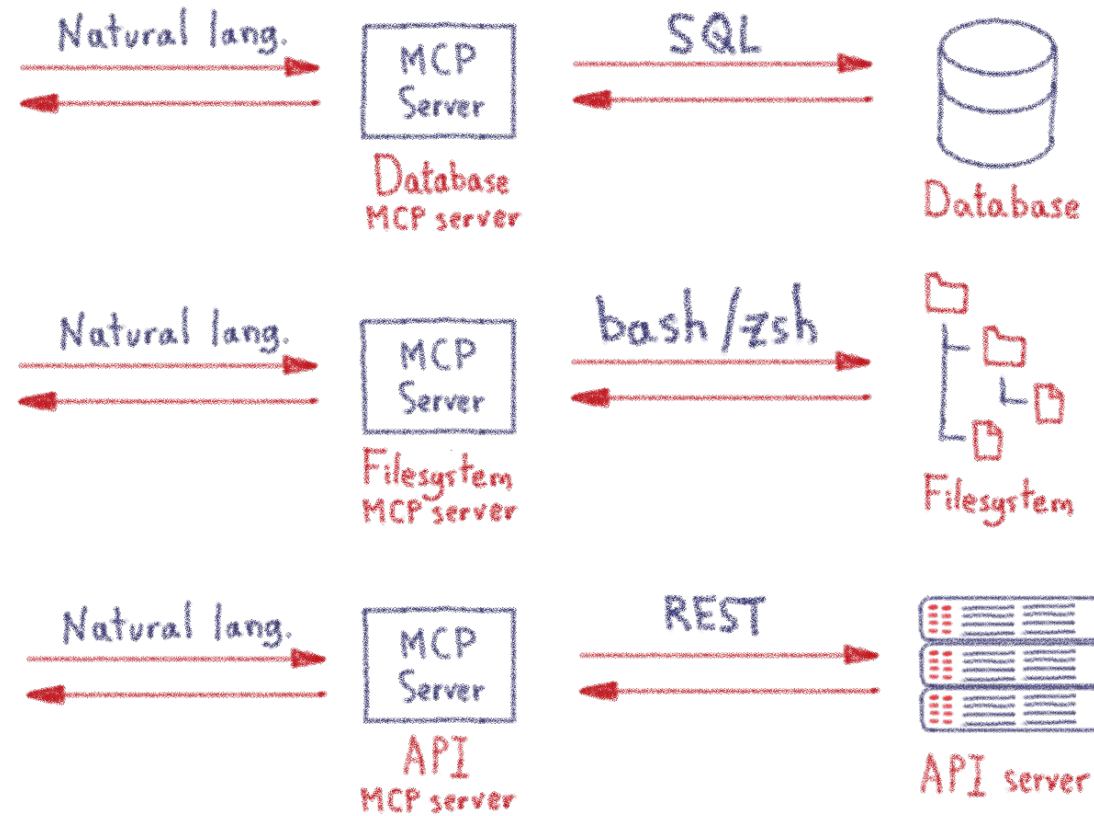 Natural lang.
MCP
Server
SQL
Database
MCP server
Database
Natural lang.
MCP
Server
bash/zsh
Filesystem
MCP server
Filesystem
Natural lang.
MCP
Server
REST
API
MCP server
API server